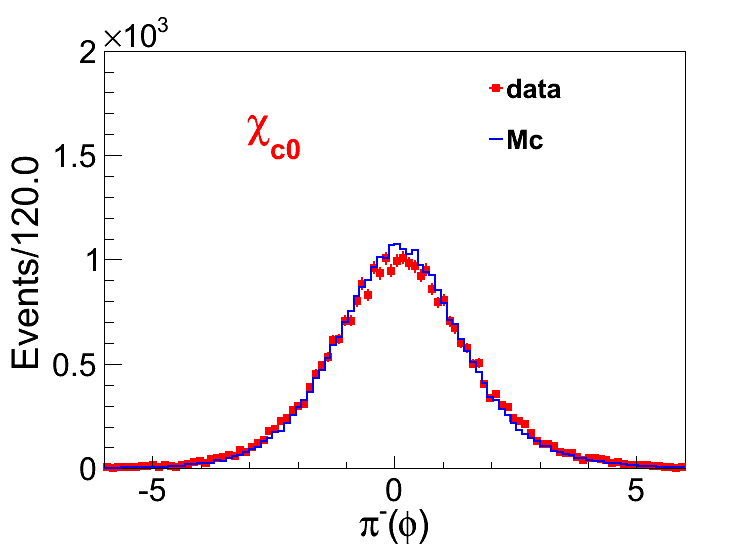 ×10³
2
1.5
1
0.5
0
Events/120.0
χc0
data
Mc
-5 0 5
π⁻(ϕ)